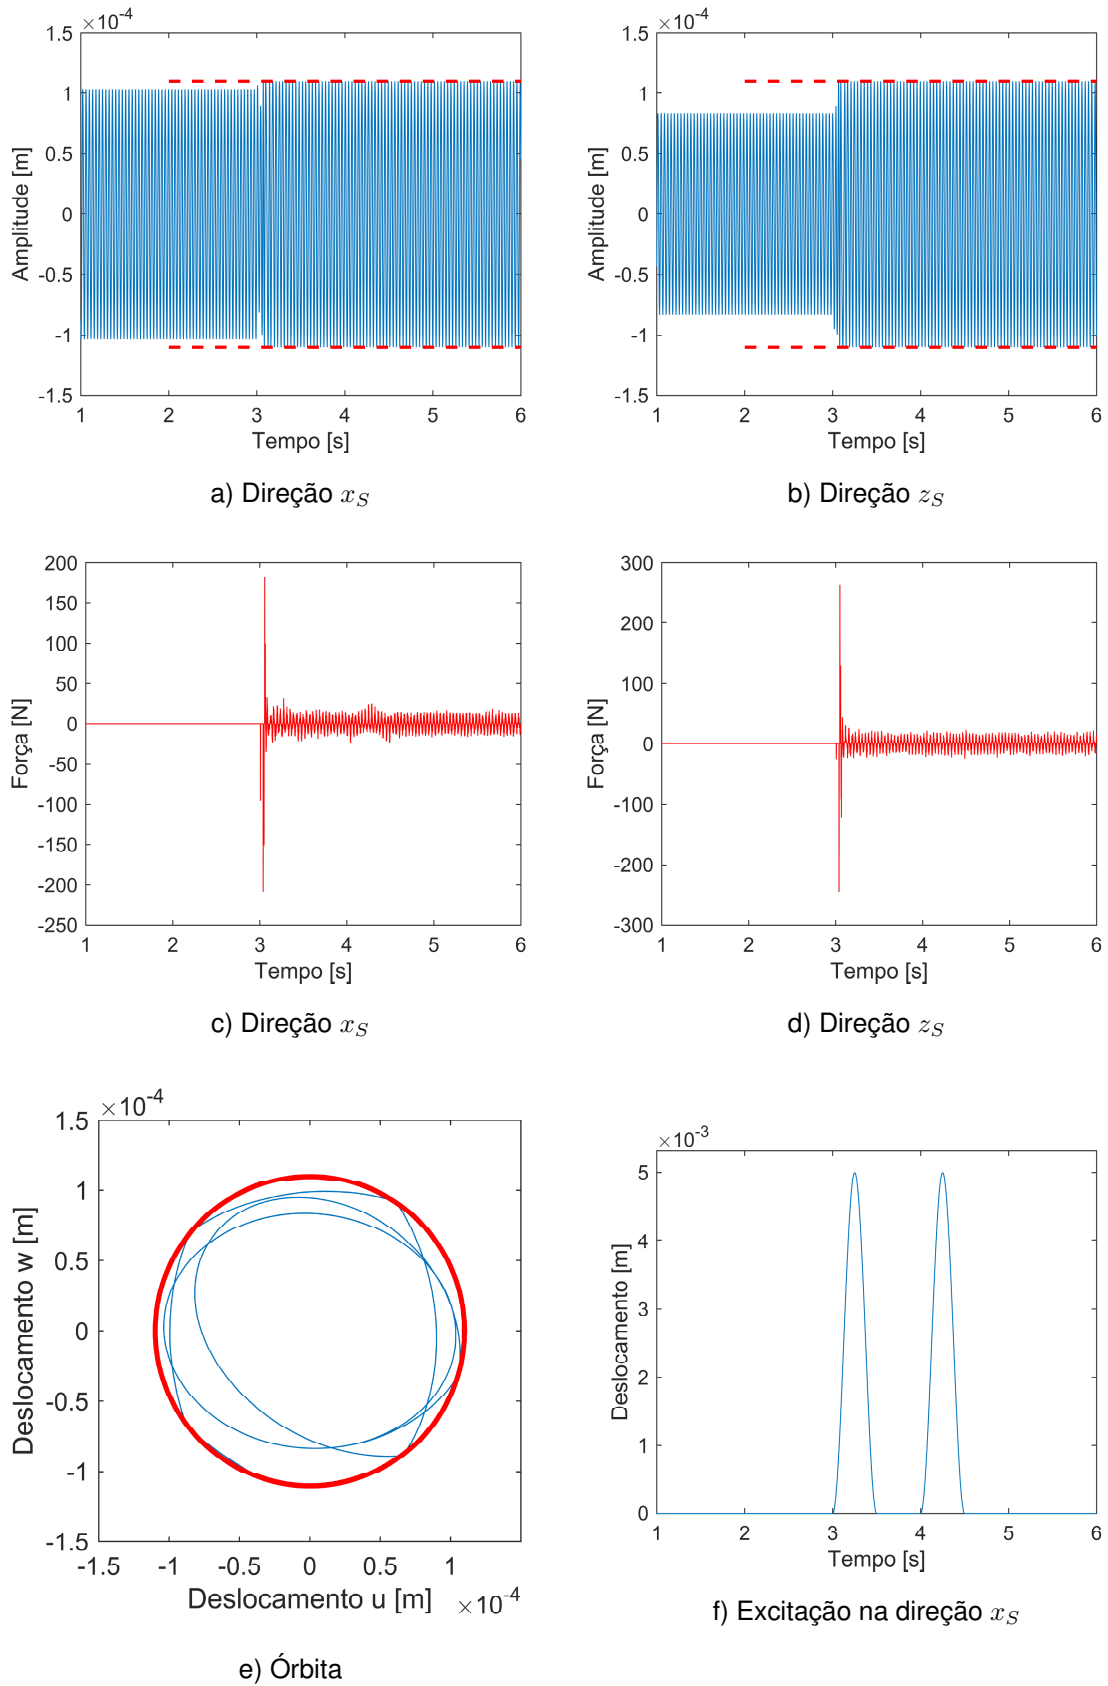 ×10⁻⁴
1.5
1
0.5
0
-0.5
-1
-1.5
Amplitude [m]
1 2 3 4 5 6
Tempo [s]
a) Direção x_S
×10⁻⁴
1.5
1
0.5
0
-0.5
-1
-1.5
Amplitude [m]
1 2 3 4 5 6
Tempo [s]
b) Direção z_S
200
150
100
50
0
-50
-100
-150
-200
-250
Força [N]
1 2 3 4 5 6
Tempo [s]
c) Direção x_S
300
200
100
0
-100
-200
-300
Força [N]
1 2 3 4 5 6
Tempo [s]
d) Direção z_S
×10⁻⁴
1.5
1
0.5
0
-0.5
-1
-1.5
Deslocamento w [m]
-1.5 -1 -0.5 0 0.5 1
Deslocamento u [m] ×10⁻⁴
e) Órbita
×10⁻³
5
4
3
2
1
0
Deslocamento [m]
1 2 3 4 5 6
Tempo [s]
f) Excitação na direção x_S